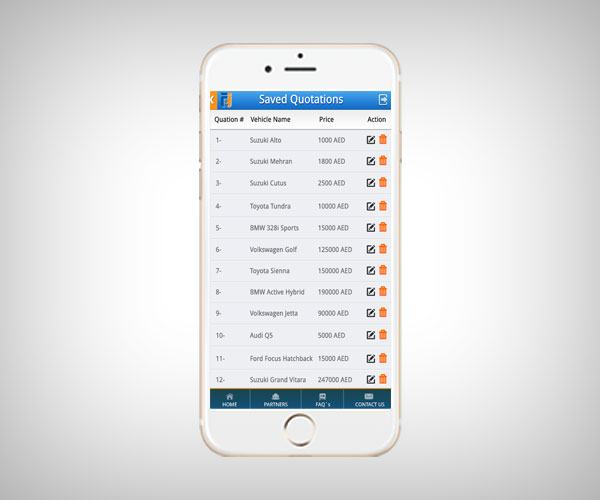 Saved Quotations
Quation # Vehicle Name Price Action
1- Suzuki Alto 1000 AED
2- Suzuki Mehran 1800 AED
3- Suzuki Cutus 2500 AED
4- Toyota Tundra 10000 AED
5- BMW 328i Sports 15000 AED
6- Volkswagen Golf 125000 AED
7- Toyota Sienna 150000 AED
8- BMW Active Hybrid 190000 AED
9- Volkswagen Jetta 90000 AED
10- Audi Q5 5000 AED
11- Ford Focus Hatchback 15000 AED
12- Suzuki Grand Vitara 247000 AED
HOME PARTNERS FAQ`s CONTACT US